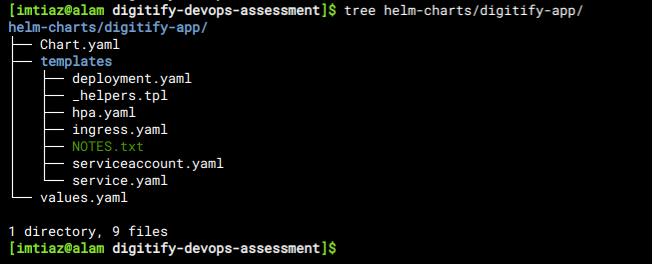 [imtiaz@alam digitify-devops-assessment]$ tree helm-charts/digitify-app/
helm-charts/digitify-app/
├── Chart.yaml
├── templates
│   ├── deployment.yaml
│   ├── _helpers.tpl
│   ├── hpa.yaml
│   ├── ingress.yaml
│   ├── NOTES.txt
│   ├── serviceaccount.yaml
│   └── service.yaml
└── values.yaml

1 directory, 9 files
[imtiaz@alam digitify-devops-assessment]$